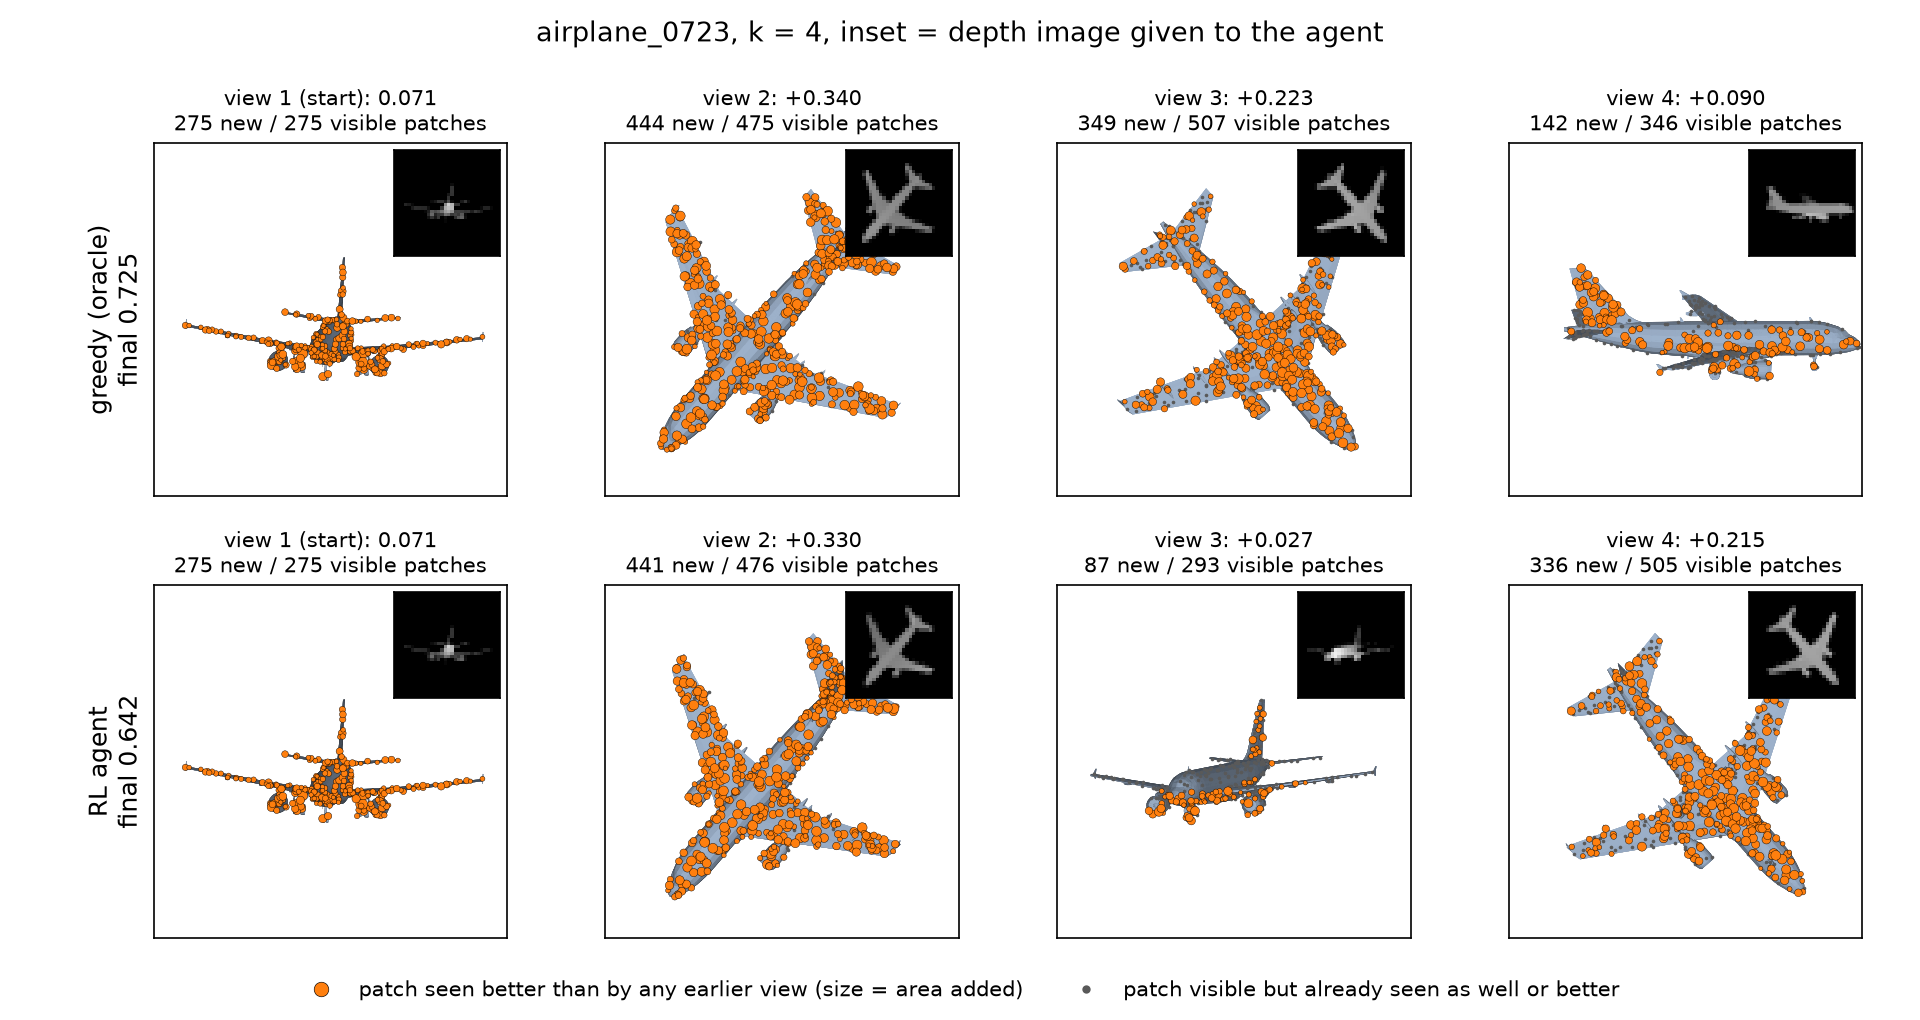 airplane_0723, k = 4, inset = depth image given to the agent
view 1 (start): 0.071
275 new / 275 visible patches
view 2: +0.340
444 new / 475 visible patches
view 3: +0.223
349 new / 507 visible patches
view 4: +0.090
142 new / 346 visible patches
greedy (oracle)
final 0.725
view 1 (start): 0.071
275 new / 275 visible patches
view 2: +0.330
441 new / 476 visible patches
view 3: +0.027
87 new / 293 visible patches
view 4: +0.215
336 new / 505 visible patches
RL agent
final 0.642
patch seen better than by any earlier view (size = area added)
patch visible but already seen as well or better